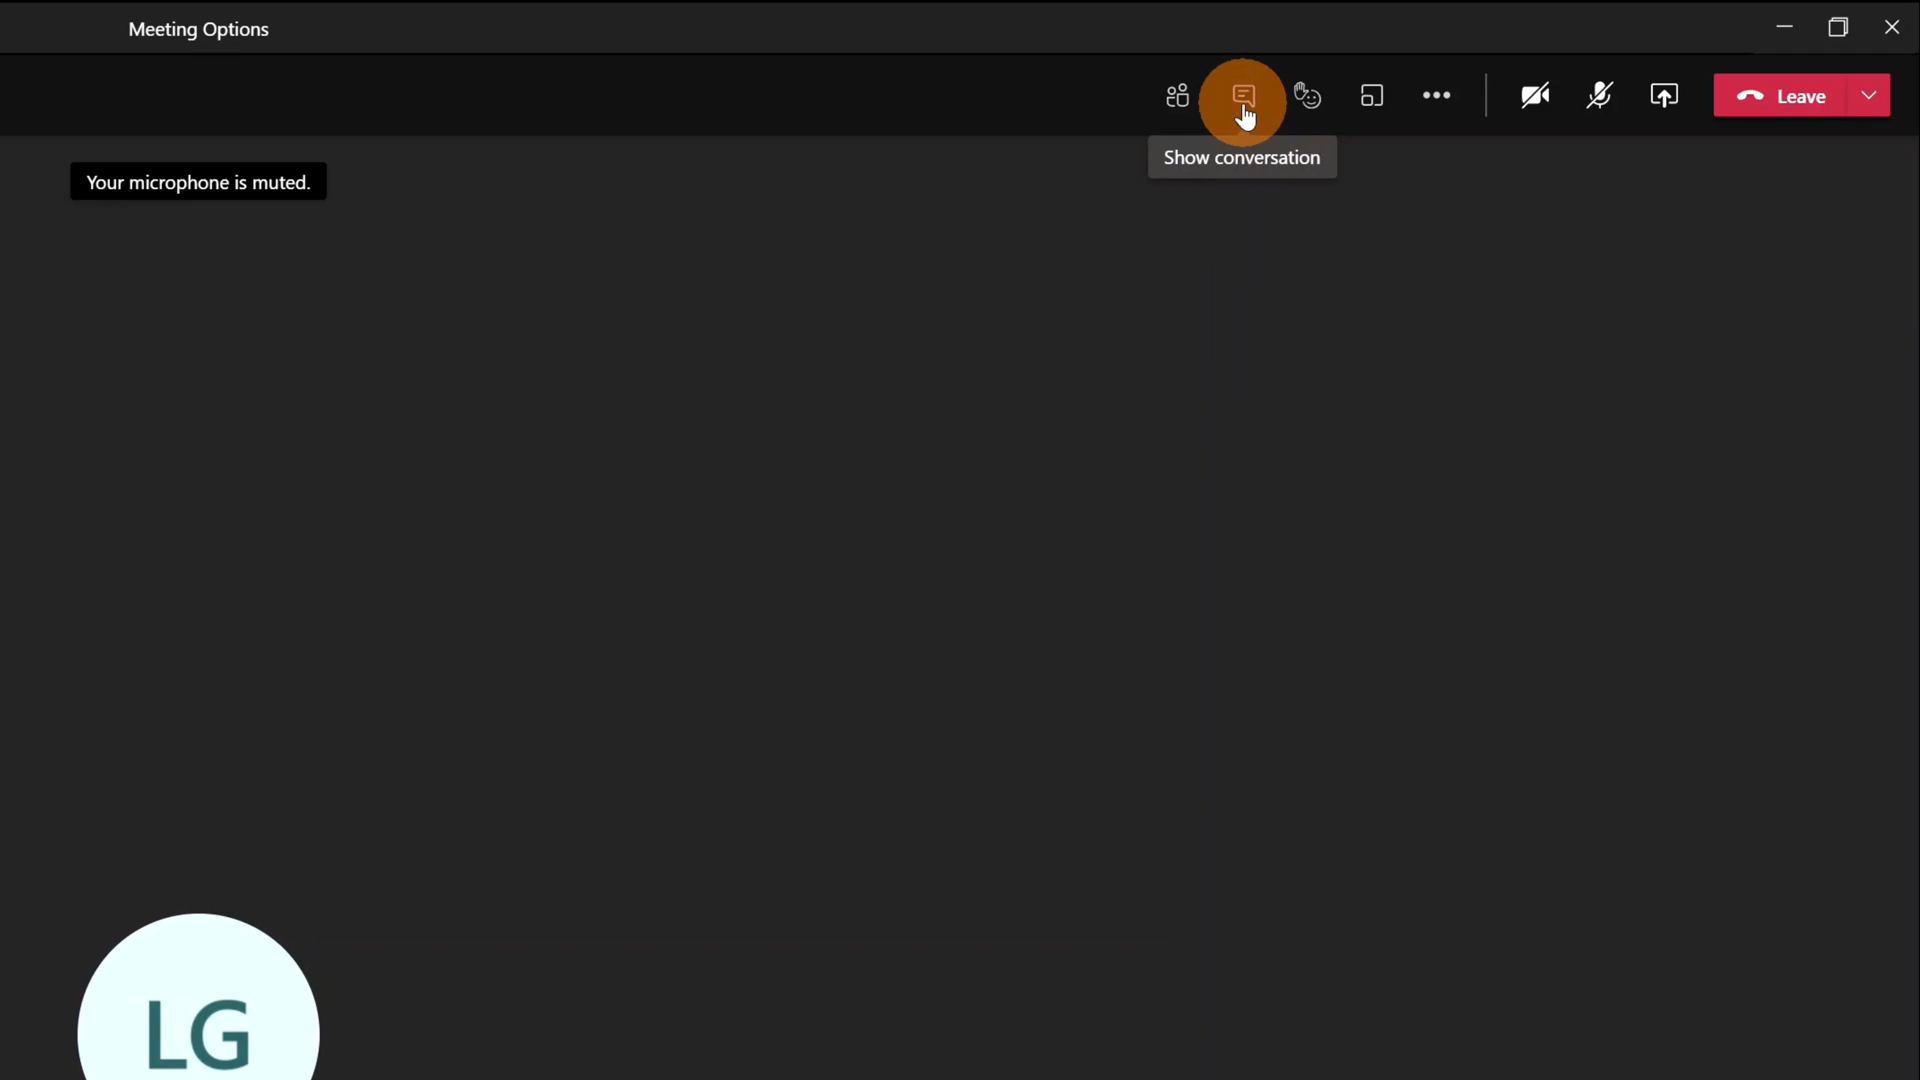 Meeting Options
Leave
Show conversation
Your microphone is muted.
LG